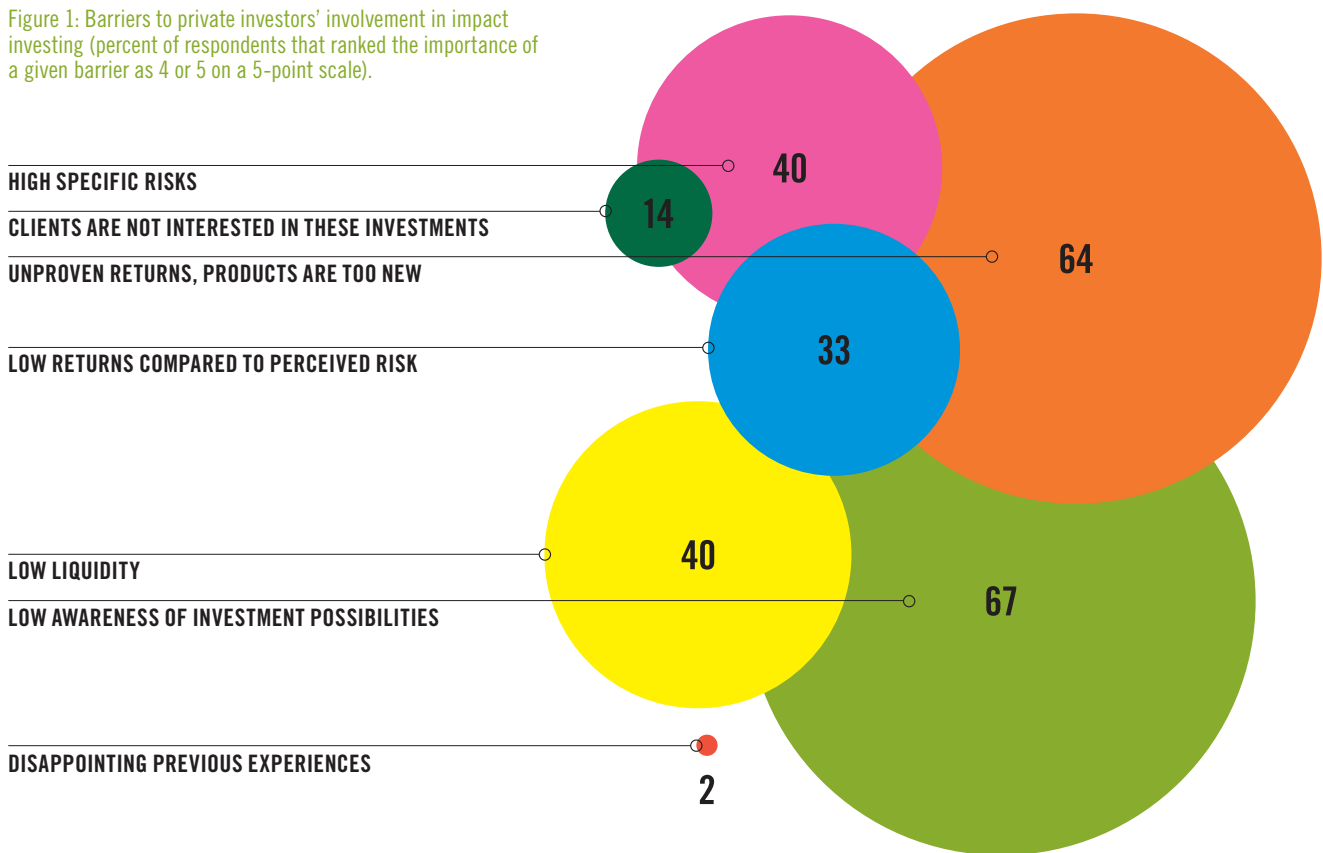 Figure 1: Barriers to private investors’ involvement in impact
investing (percent of respondents that ranked the importance of
a given barrier as 4 or 5 on a 5-point scale).
HIGH SPECIFIC RISKS
40
CLIENTS ARE NOT INTERESTED IN THESE INVESTMENTS
14
UNPROVEN RETURNS, PRODUCTS ARE TOO NEW
64
LOW RETURNS COMPARED TO PERCEIVED RISK
33
LOW LIQUIDITY
40
LOW AWARENESS OF INVESTMENT POSSIBILITIES
67
DISAPPOINTING PREVIOUS EXPERIENCES
2